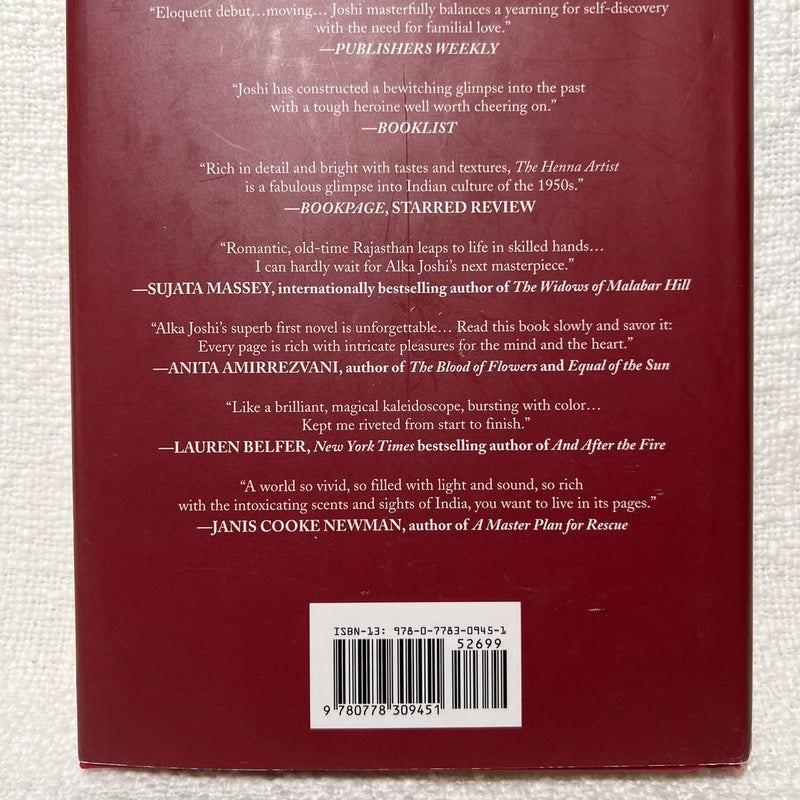 “Eloquent debut…moving… Joshi masterfully balances a yearning for self-discovery
with the need for familial love.”
—PUBLISHERS WEEKLY
“Joshi has constructed a bewitching glimpse into the past
with a tough heroine well worth cheering on.”
—BOOKLIST
“Rich in detail and bright with tastes and textures, The Henna Artist
is a fabulous glimpse into Indian culture of the 1950s.”
—BOOKPAGE, STARRED REVIEW
“Romantic, old-time Rajasthan leaps to life in skilled hands…
I can hardly wait for Alka Joshi’s next masterpiece.”
—SUJATA MASSEY, internationally bestselling author of The Widows of Malabar Hill
“Alka Joshi’s superb first novel is unforgettable… Read this book slowly and savor it:
Every page is rich with intricate pleasures for the mind and the heart.”
—ANITA AMIRREZVANI, author of The Blood of Flowers and Equal of the Sun
“Like a brilliant, magical kaleidoscope, bursting with color…
Kept me riveted from start to finish.”
—LAUREN BELFER, New York Times bestselling author of And After the Fire
“A world so vivid, so filled with light and sound, so rich
with the intoxicating scents and sights of India, you want to live in its pages.”
—JANIS COOKE NEWMAN, author of A Master Plan for Rescue
ISBN-13: 978-0-7783-0945-1
52699
9 780778 309451